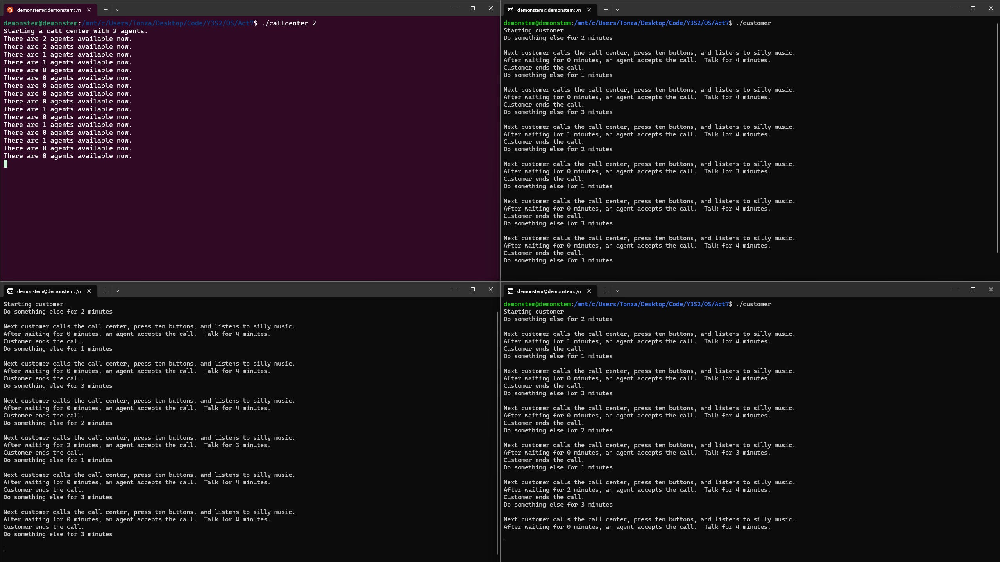 demonstem@demonstem: /m
demonstem@demonstem:/mnt/c/Users/Tonza/Desktop/Code/Y3S2/OS/Act7$ ./callcenter 2
Starting a call center with 2 agents.
There are 2 agents available now.
There are 2 agents available now.
There are 1 agents available now.
There are 1 agents available now.
There are 0 agents available now.
There are 0 agents available now.
There are 0 agents available now.
There are 0 agents available now.
There are 0 agents available now.
There are 1 agents available now.
There are 0 agents available now.
There are 1 agents available now.
There are 0 agents available now.
There are 1 agents available now.
There are 0 agents available now.
There are 0 agents available now.
demonstem@demonstem: /m
demonstem@demonstem:/mnt/c/Users/Tonza/Desktop/Code/Y3S2/OS/Act7$ ./customer
Starting customer
Do something else for 2 minutes
Next customer calls the call center, press ten buttons, and listens to silly music.
After waiting for 0 minutes, an agent accepts the call.  Talk for 4 minutes.
Customer ends the call.
Do something else for 1 minutes
Next customer calls the call center, press ten buttons, and listens to silly music.
After waiting for 0 minutes, an agent accepts the call.  Talk for 4 minutes.
Customer ends the call.
Do something else for 3 minutes
Next customer calls the call center, press ten buttons, and listens to silly music.
After waiting for 1 minutes, an agent accepts the call.  Talk for 4 minutes.
Customer ends the call.
Do something else for 2 minutes
Next customer calls the call center, press ten buttons, and listens to silly music.
After waiting for 0 minutes, an agent accepts the call.  Talk for 3 minutes.
Customer ends the call.
Do something else for 1 minutes
Next customer calls the call center, press ten buttons, and listens to silly music.
After waiting for 0 minutes, an agent accepts the call.  Talk for 4 minutes.
Customer ends the call.
Do something else for 3 minutes
Next customer calls the call center, press ten buttons, and listens to silly music.
After waiting for 0 minutes, an agent accepts the call.  Talk for 4 minutes.
Customer ends the call.
Do something else for 3 minutes
demonstem@demonstem: /m
Starting customer
Do something else for 2 minutes
Next customer calls the call center, press ten buttons, and listens to silly music.
After waiting for 0 minutes, an agent accepts the call.  Talk for 4 minutes.
Customer ends the call.
Do something else for 1 minutes
Next customer calls the call center, press ten buttons, and listens to silly music.
After waiting for 0 minutes, an agent accepts the call.  Talk for 4 minutes.
Customer ends the call.
Do something else for 3 minutes
Next customer calls the call center, press ten buttons, and listens to silly music.
After waiting for 0 minutes, an agent accepts the call.  Talk for 4 minutes.
Customer ends the call.
Do something else for 2 minutes
Next customer calls the call center, press ten buttons, and listens to silly music.
After waiting for 2 minutes, an agent accepts the call.  Talk for 3 minutes.
Customer ends the call.
Do something else for 1 minutes
Next customer calls the call center, press ten buttons, and listens to silly music.
After waiting for 0 minutes, an agent accepts the call.  Talk for 4 minutes.
Customer ends the call.
Do something else for 3 minutes
Next customer calls the call center, press ten buttons, and listens to silly music.
After waiting for 0 minutes, an agent accepts the call.  Talk for 4 minutes.
Customer ends the call.
Do something else for 3 minutes
demonstem@demonstem: /m
demonstem@demonstem:/mnt/c/Users/Tonza/Desktop/Code/Y3S2/OS/Act7$ ./customer
Starting customer
Do something else for 2 minutes
Next customer calls the call center, press ten buttons, and listens to silly music.
After waiting for 1 minutes, an agent accepts the call.  Talk for 4 minutes.
Customer ends the call.
Do something else for 1 minutes
Next customer calls the call center, press ten buttons, and listens to silly music.
After waiting for 0 minutes, an agent accepts the call.  Talk for 4 minutes.
Customer ends the call.
Do something else for 3 minutes
Next customer calls the call center, press ten buttons, and listens to silly music.
After waiting for 0 minutes, an agent accepts the call.  Talk for 4 minutes.
Customer ends the call.
Do something else for 2 minutes
Next customer calls the call center, press ten buttons, and listens to silly music.
After waiting for 0 minutes, an agent accepts the call.  Talk for 3 minutes.
Customer ends the call.
Do something else for 1 minutes
Next customer calls the call center, press ten buttons, and listens to silly music.
After waiting for 2 minutes, an agent accepts the call.  Talk for 4 minutes.
Customer ends the call.
Do something else for 3 minutes
Next customer calls the call center, press ten buttons, and listens to silly music.
After waiting for 0 minutes, an agent accepts the call.  Talk for 4 minutes.